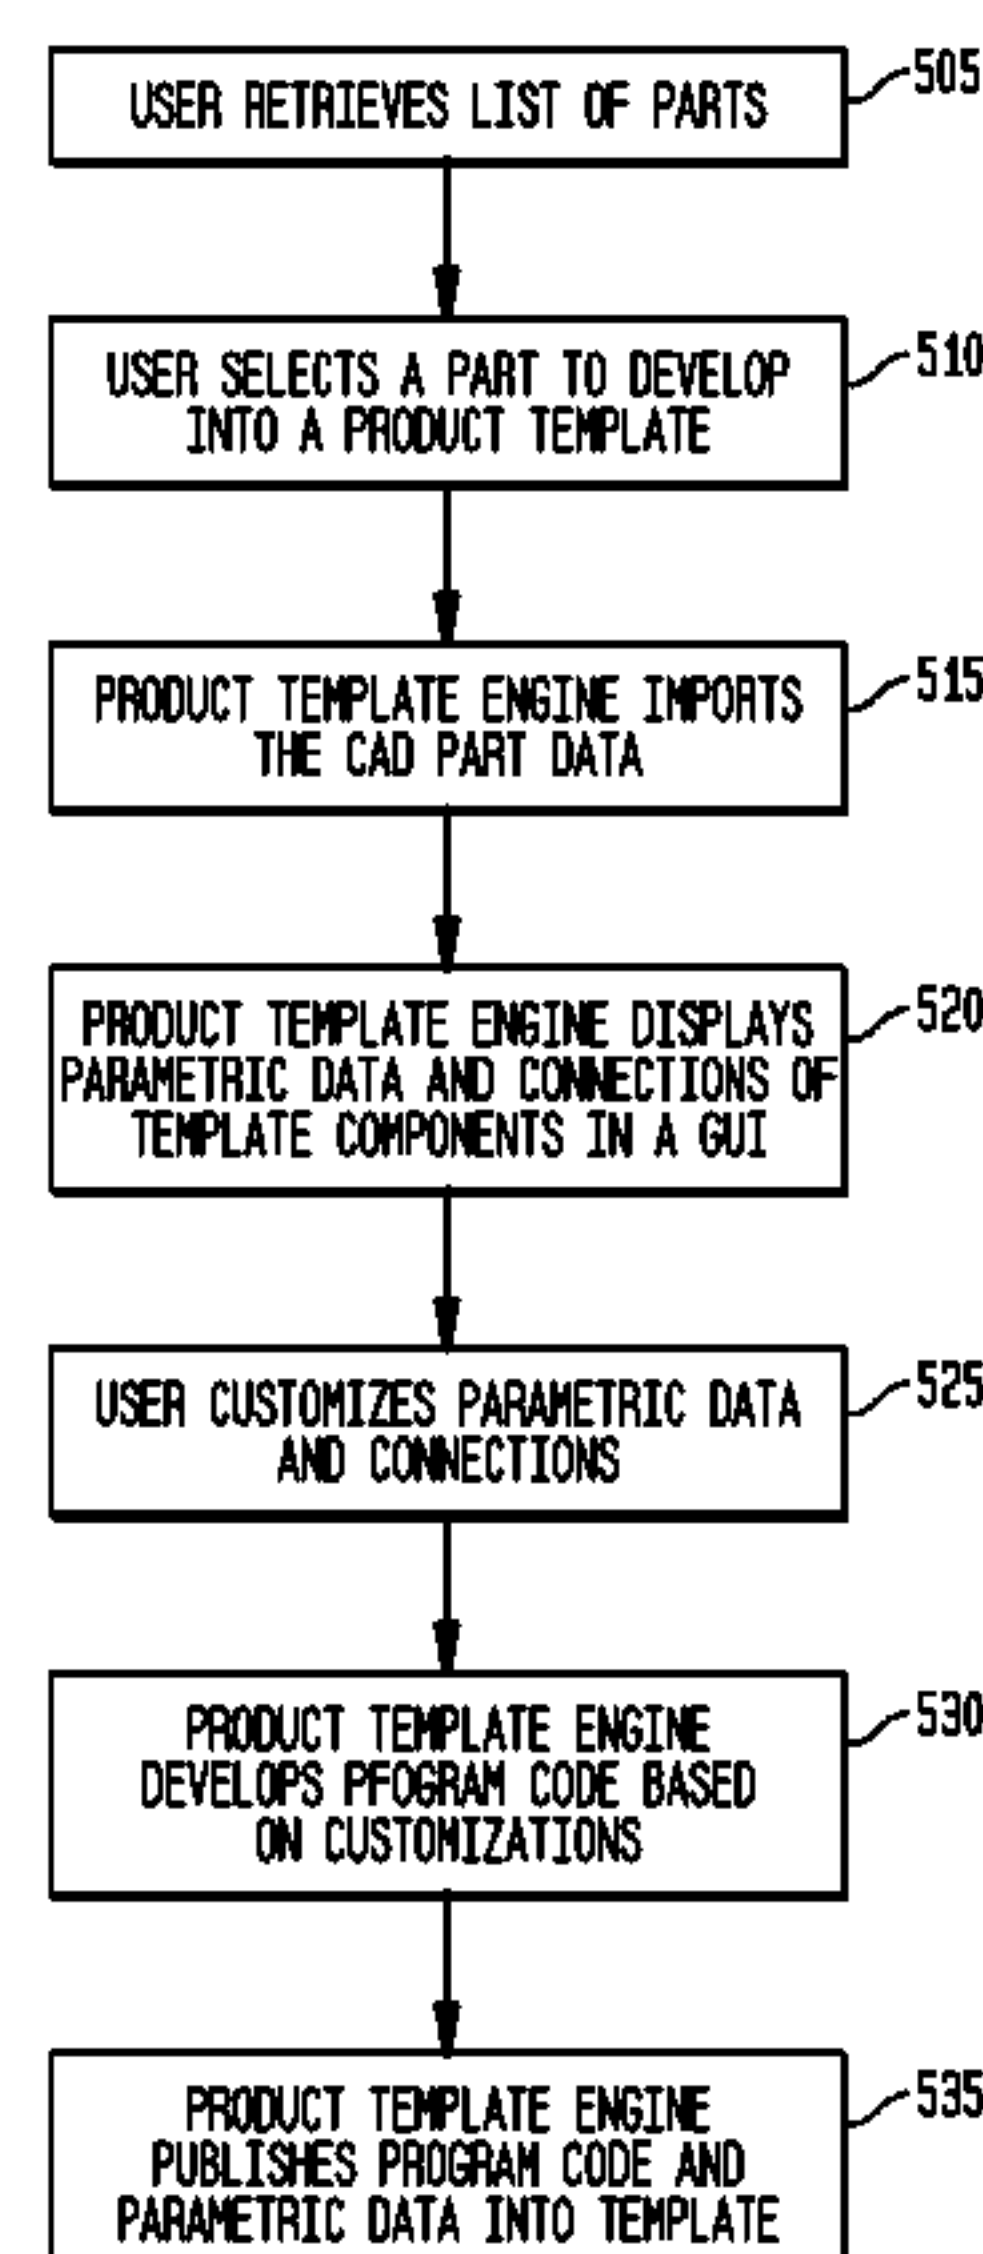 USER RETRIEVES LIST OF PARTS
505
USER SELECTS A PART TO DEVELOP
INTO A PRODUCT TEMPLATE
510
PRODUCT TEMPLATE ENGINE IMPORTS
THE CAD PART DATA
515
PRODUCT TEMPLATE ENGINE DISPLAYS
PARAMETRIC DATA AND CONNECTIONS OF
TEMPLATE COMPONENTS IN A GUI
520
USER CUSTOMIZES PARAMETRIC DATA
AND CONNECTIONS
525
PRODUCT TEMPLATE ENGINE
DEVELOPS PFOGRAM CODE BASED
ON CUSTOMIZATIONS
530
PRODUCT TEMPLATE ENGINE
PUBLISHES PROGRAM CODE AND
PARAMETRIC DATA INTO TEMPLATE
535